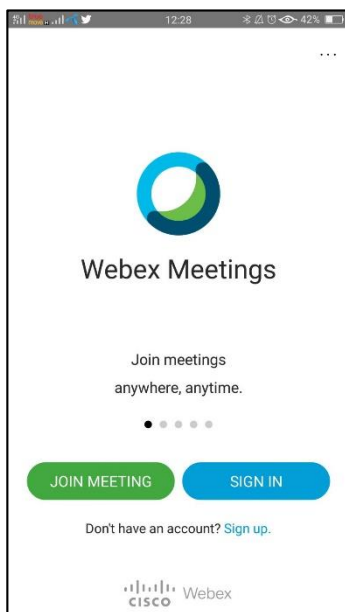 12:28 42%
...
Webex Meetings
Join meetings
anywhere, anytime.
JOIN MEETING SIGN IN
Don't have an account? Sign up.
CISCO Webex